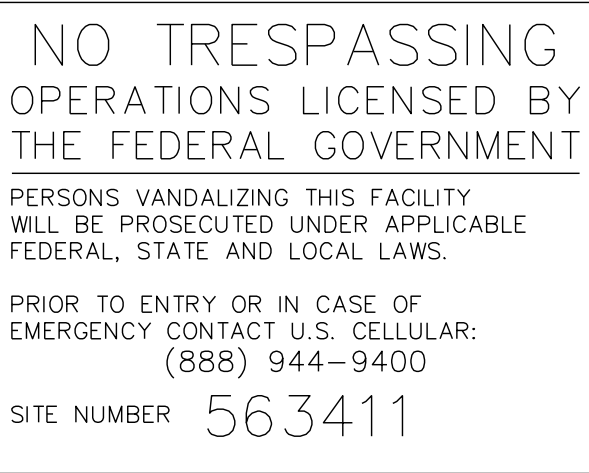 NO TRESPASSING
OPERATIONS LICENSED BY
THE FEDERAL GOVERNMENT
PERSONS VANDALIZING THIS FACILITY
WILL BE PROSECUTED UNDER APPLICABLE
FEDERAL, STATE AND LOCAL LAWS.
PRIOR TO ENTRY OR IN CASE OF
EMERGENCY CONTACT U.S. CELLULAR:
(888) 944-9400
SITE NUMBER 563411